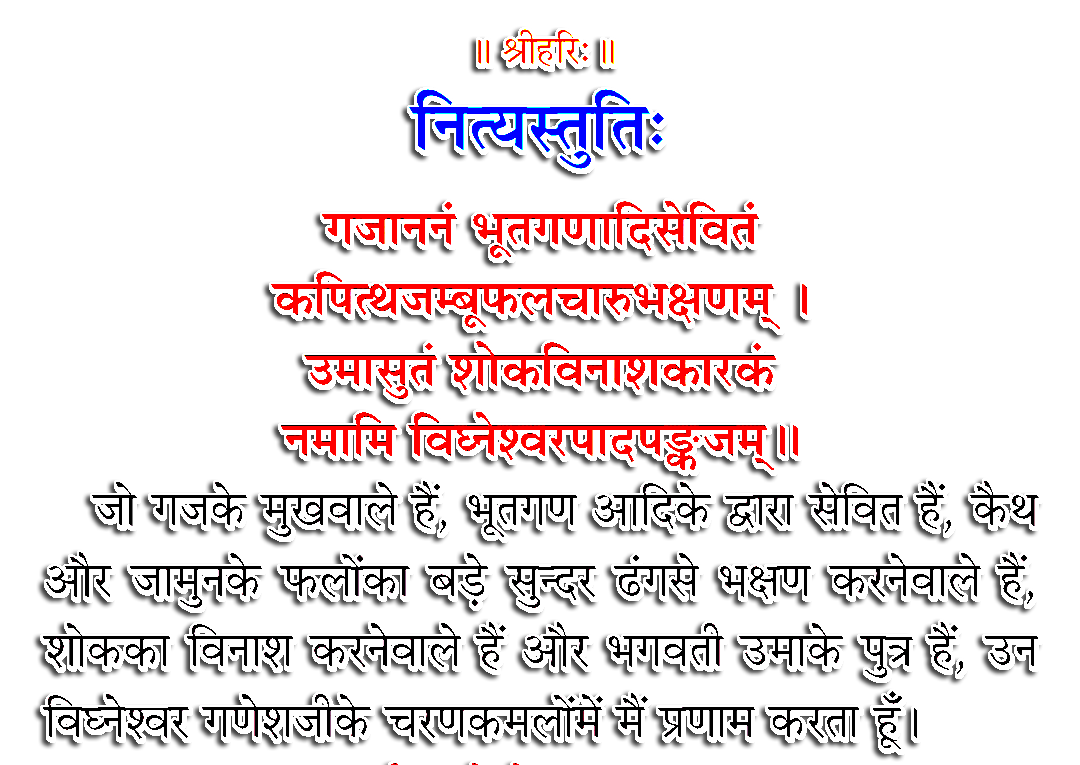 ॥ श्रीहरिः ॥
नित्यस्तुतिः
गजाननं भूतगणादिसेवितं
कपित्थजम्बूफलचारुभक्षणम् ।
उमासुतं शोकविनाशकारकं
नमामि विघ्नेश्वरपादपङ्कजम्॥
जो गजके मुखवाले हैं, भूतगण आदिके द्वारा सेवित हैं, कैथ
और जामुनके फलोंका बड़े सुन्दर ढंगसे भक्षण करनेवाले हैं,
शोकका विनाश करनेवाले हैं और भगवती उमाके पुत्र हैं, उन
विघ्नेश्वर गणेशजीके चरणकमलोंमें मैं प्रणाम करता हूँ।